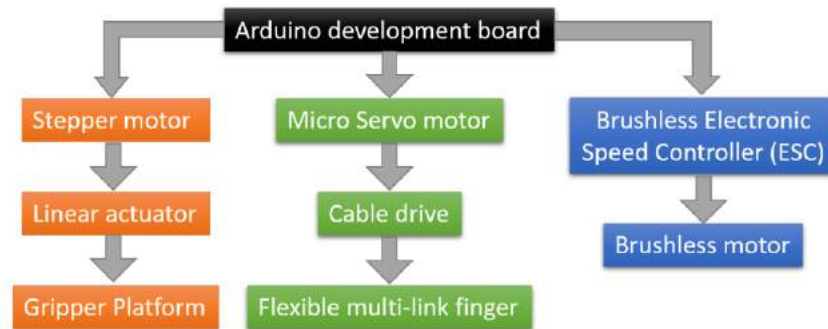 Arduino development board
Stepper motor
Micro Servo motor
Brushless Electronic
Speed Controller (ESC)
Linear actuator
Cable drive
Brushless motor
Gripper Platform
Flexible multi-link finger